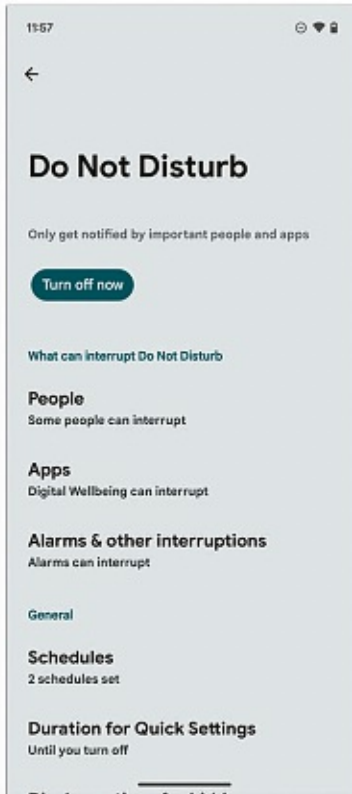 11:57
Do Not Disturb
Only get notified by important people and apps
Turn off now
What can interrupt Do Not Disturb
People
Some people can interrupt
Apps
Digital Wellbeing can interrupt
Alarms & other interruptions
Alarms can interrupt
General
Schedules
2 schedules set
Duration for Quick Settings
Until you turn off